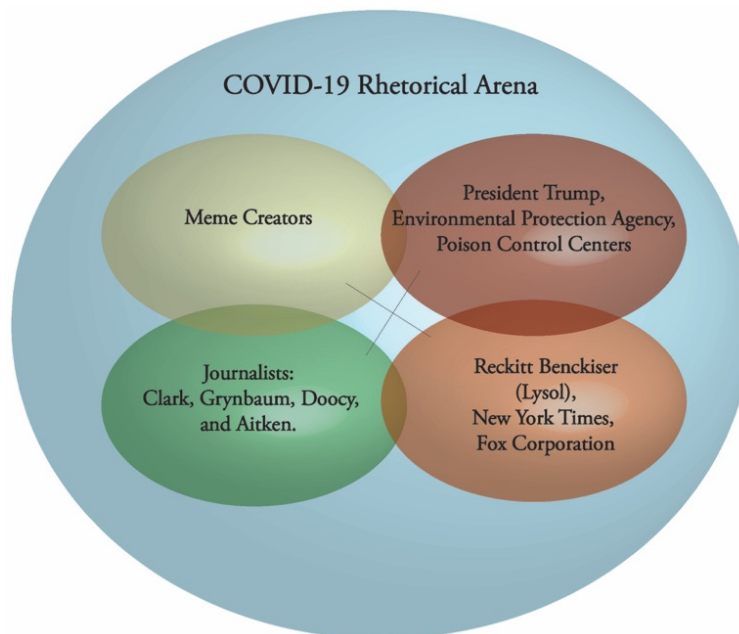 COVID-19 Rhetorical Arena
Meme Creators
President Trump,
Environmental Protection Agency,
Poison Control Centers
Journalists:
Clark, Grynbaum, Doocy,
and Aitken.
Reckitt Benckiser
(Lysol),
New York Times,
Fox Corporation